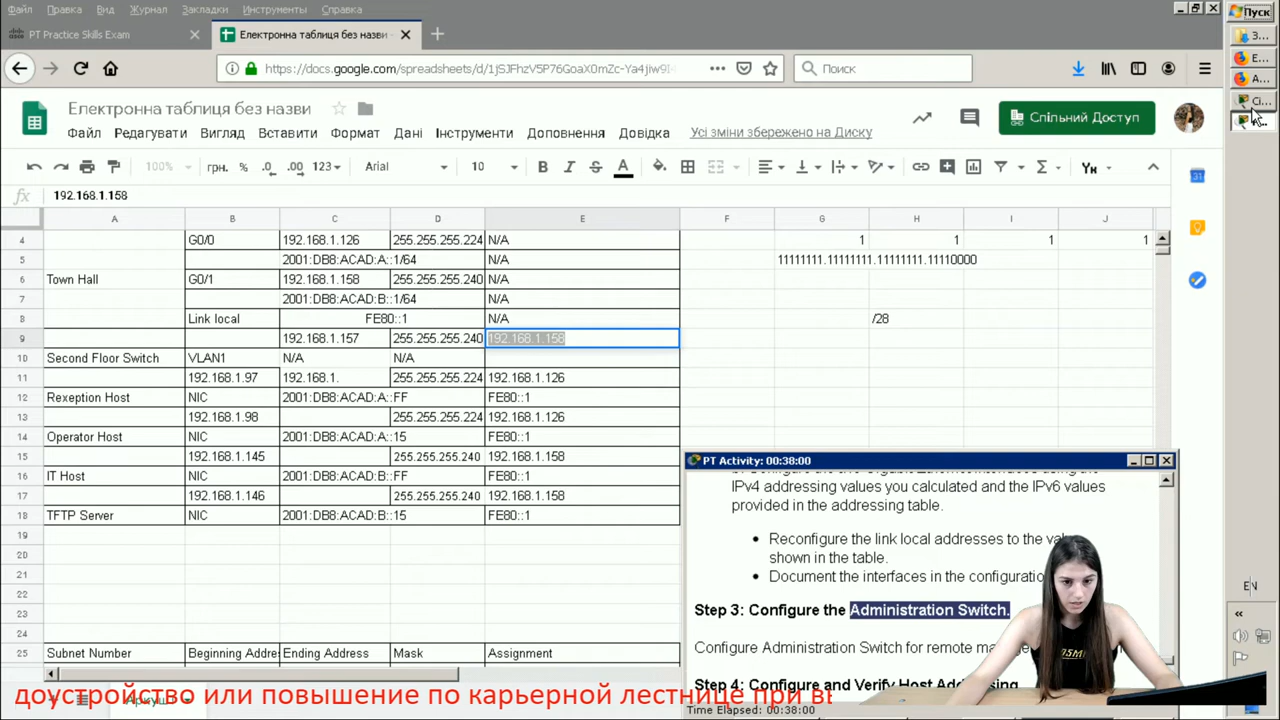 Файл Правка Вид Журнал Закладки Инструменты Справка
Пуск
PT Practice Skills Exam
Електронна таблиця без назви -
З...
E...
https://docs.google.com/spreadsheets/d/1jSJFhzV5P76GoaX0mZc-Ya4jiw9I
Поиск
A...
Ci...
Електронна таблиця без назви
Файл Редагувати Вигляд Вставити Формат Дані Інструменти Доповнення Довідка
Усі зміни збережено на Диску
Спільний Доступ
100% грн. % .0 .00 123 Arial 10
fx 192.168.1.158
A B C D E F G H I J
4 G0/0 192.168.1.126 255.255.255.224 N/A 1 1 1 1
5 2001:DB8:ACAD:A::1/64 N/A 11111111.11111111.11111111.11110000
6 Town Hall G0/1 192.168.1.158 255.255.255.240 N/A
7 2001:DB8:ACAD:B::1/64 N/A
8 Link local FE80::1 N/A /28
9 192.168.1.157 255.255.255.240 192.168.1.158
10 Second Floor Switch VLAN1 N/A N/A
11 192.168.1.97 192.168.1. 255.255.255.224 192.168.1.126
12 Rexeption Host NIC 2001:DB8:ACAD:A::FF FE80::1
13 192.168.1.98 255.255.255.224 192.168.1.126
14 Operator Host NIC 2001:DB8:ACAD:A::15 FE80::1
15 192.168.1.145 255.255.255.240 192.168.1.158
16 IT Host NIC 2001:DB8:ACAD:B::FF FE80::1
17 192.168.1.146 255.255.255.240 192.168.1.158
18 TFTP Server NIC 2001:DB8:ACAD:B::15 FE80::1
19
20
21
22
23
24
25 Subnet Number Beginning Addre Ending Address Mask Assignment
PT Activity: 00:38:00
IPv4 addressing values you calculated and the IPv6 values
provided in the addressing table.
Reconfigure the link local addresses to the
shown in the table.
Document the interfaces in the configuration
Step 3: Configure the Administration Switch.
Configure Administration Switch for remote
Step 4: Configure and Verify Host Addressing
Time Elapsed: 00:38:00
EN
доустройство или повышение по карьерной лестнице при в